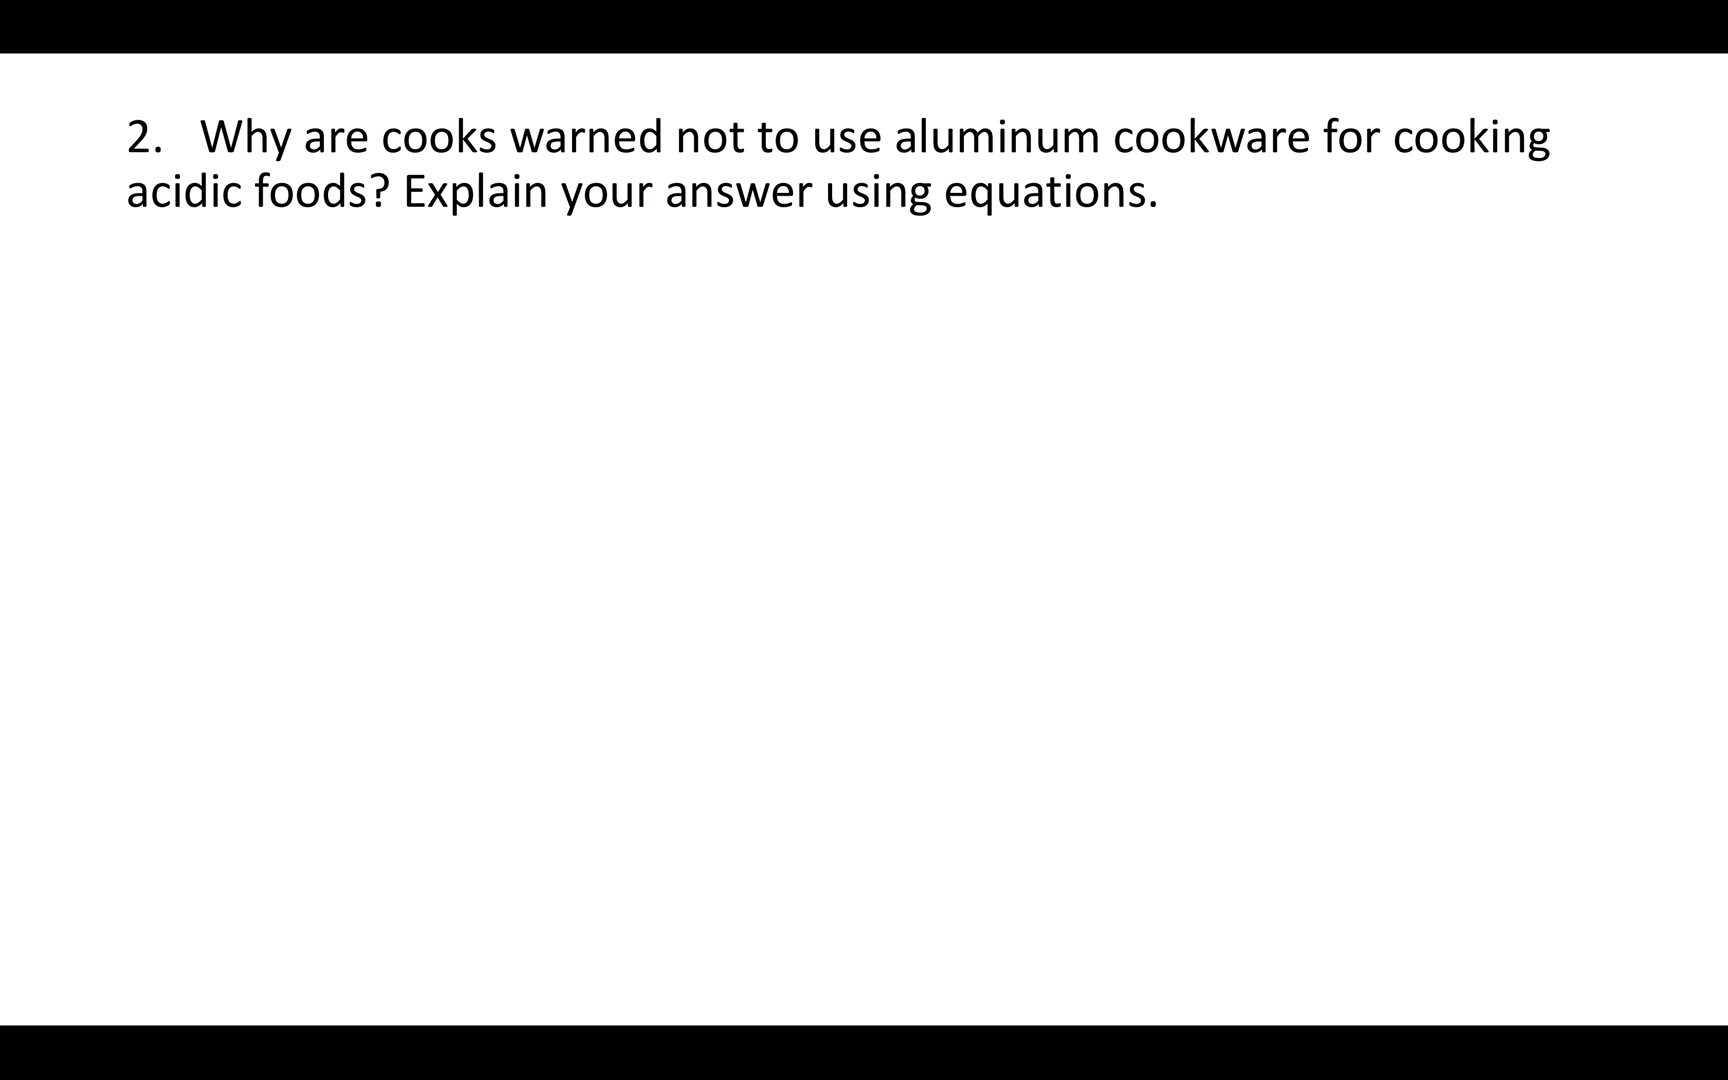 2. Why are cooks warned not to use aluminum cookware for cooking
acidic foods? Explain your answer using equations.